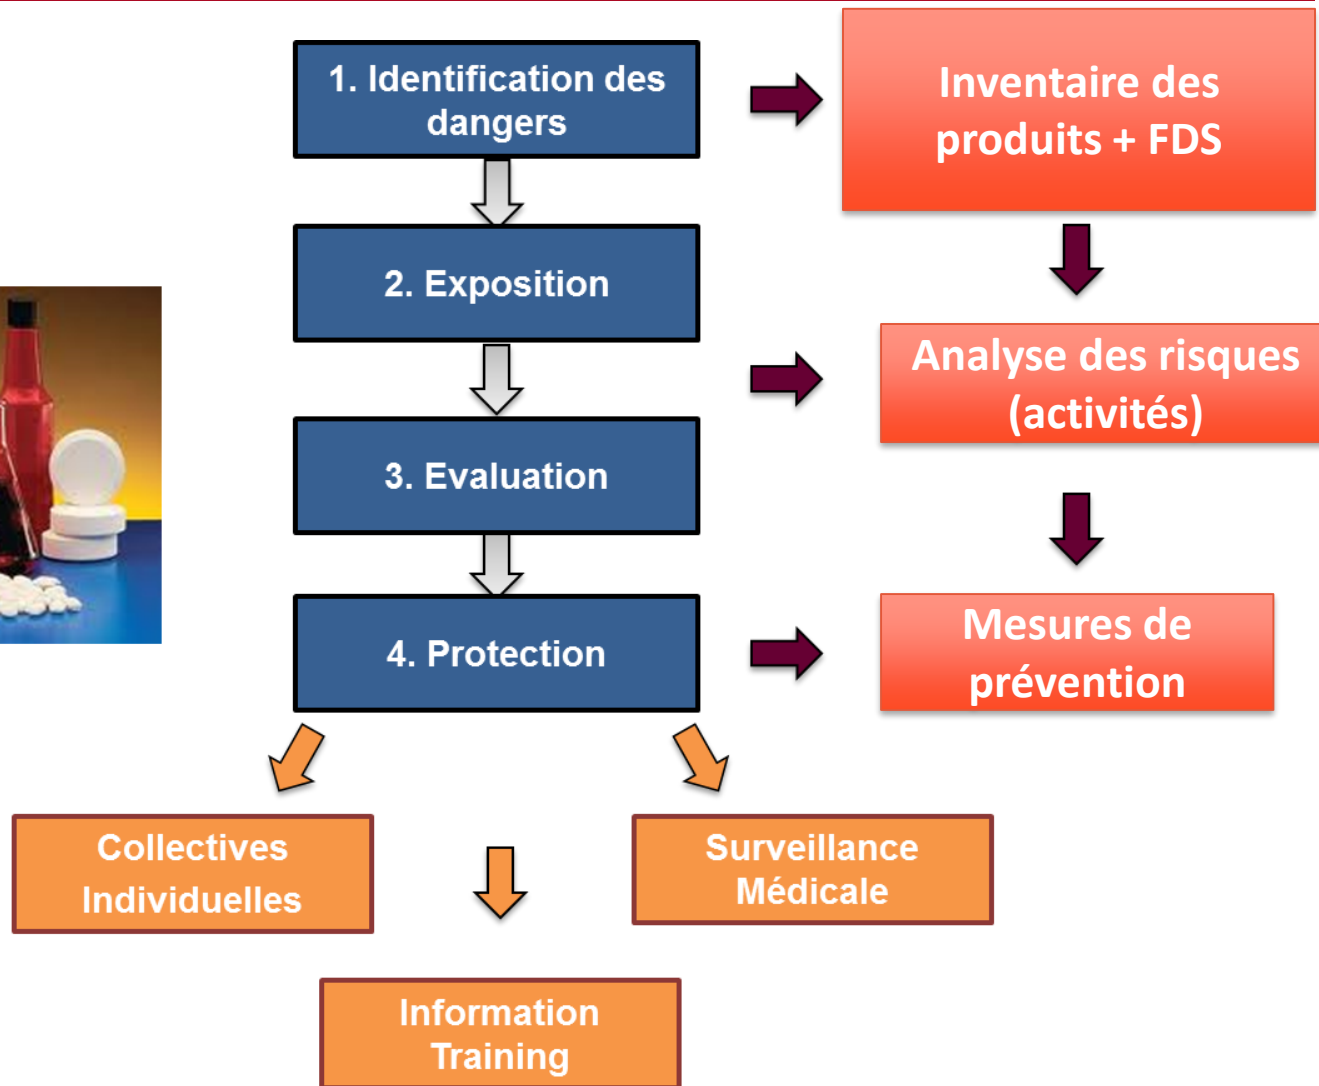 1. Identification des
dangers
Inventaire des
produits + FDS
2. Exposition
Analyse des risques
(activités)
3. Evaluation
4. Protection
Mesures de
prévention
Collectives
Individuelles
Surveillance
Médicale
Information
Training